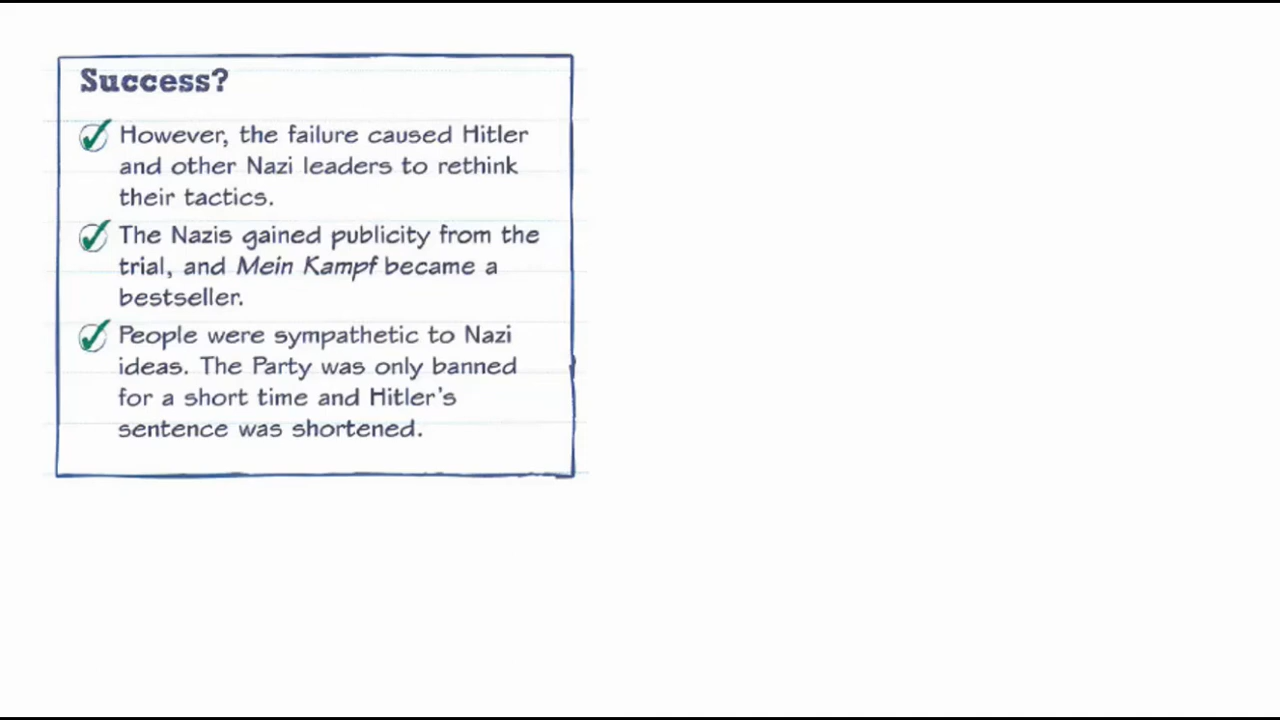 Success?
However, the failure caused Hitler
and other Nazi leaders to rethink
their tactics.
The Nazis gained publicity from the
trial, and Mein Kampf became a
bestseller.
People were sympathetic to Nazi
ideas. The Party was only banned
for a short time and Hitler's
sentence was shortened.